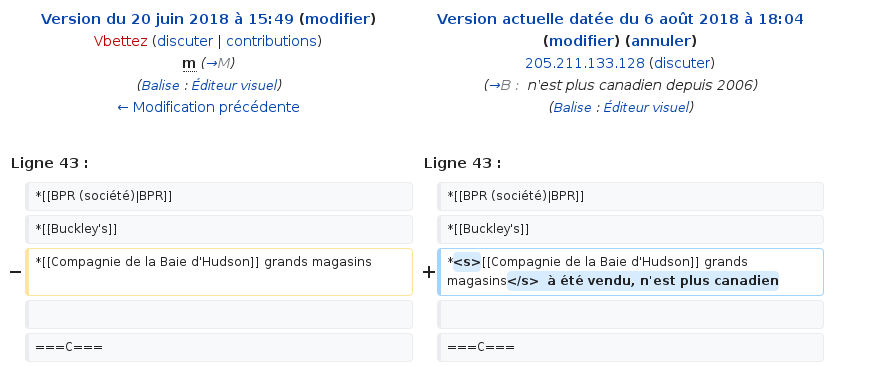 Version du 20 juin 2018 à 15:49 (modifier)
Vbettez (discuter | contributions)
m (→M)
(Balise : Éditeur visuel)
← Modification précédente
Version actuelle datée du 6 août 2018 à 18:04
(modifier) (annuler)
205.211.133.128 (discuter)
(→B : n'est plus canadien depuis 2006)
(Balise : Éditeur visuel)
Ligne 43 :
Ligne 43 :
*[[BPR (société)|BPR]]
*[[BPR (société)|BPR]]
*[[Buckley's]]
*[[Buckley's]]
− *[[Compagnie de la Baie d'Hudson]] grands magasins
+ *<s>[[Compagnie de la Baie d'Hudson]] grands
magasins</s> à été vendu, n'est plus canadien
===C===
===C===